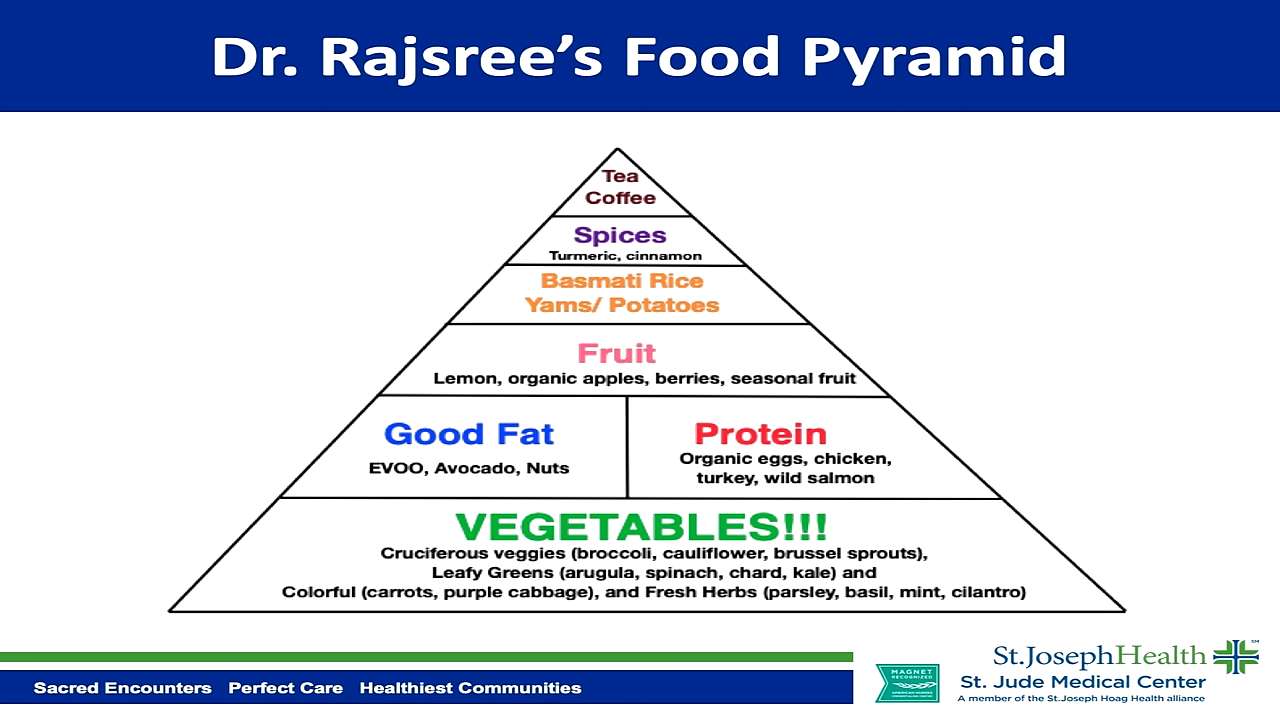 Dr. Rajsree's Food Pyramid
Tea
Coffee
Spices
Turmeric, cinnamon
Basmati Rice
Yams/ Potatoes
Fruit
Lemon, organic apples, berries, seasonal fruit
Good Fat
EVOO, Avocado, Nuts
Protein
Organic eggs, chicken,
turkey, wild salmon
VEGETABLES!!!
Cruciferous veggies (broccoli, cauliflower, brussel sprouts),
Leafy Greens (arugula, spinach, chard, kale) and
Colorful (carrots, purple cabbage), and Fresh Herbs (parsley, basil, mint, cilantro)
Sacred Encounters Perfect Care Healthiest Communities
MAGNET
RECOGNIZED
St.JosephHealth
SM
St. Jude Medical Center
A member of the St.Joseph Hoag Health alliance